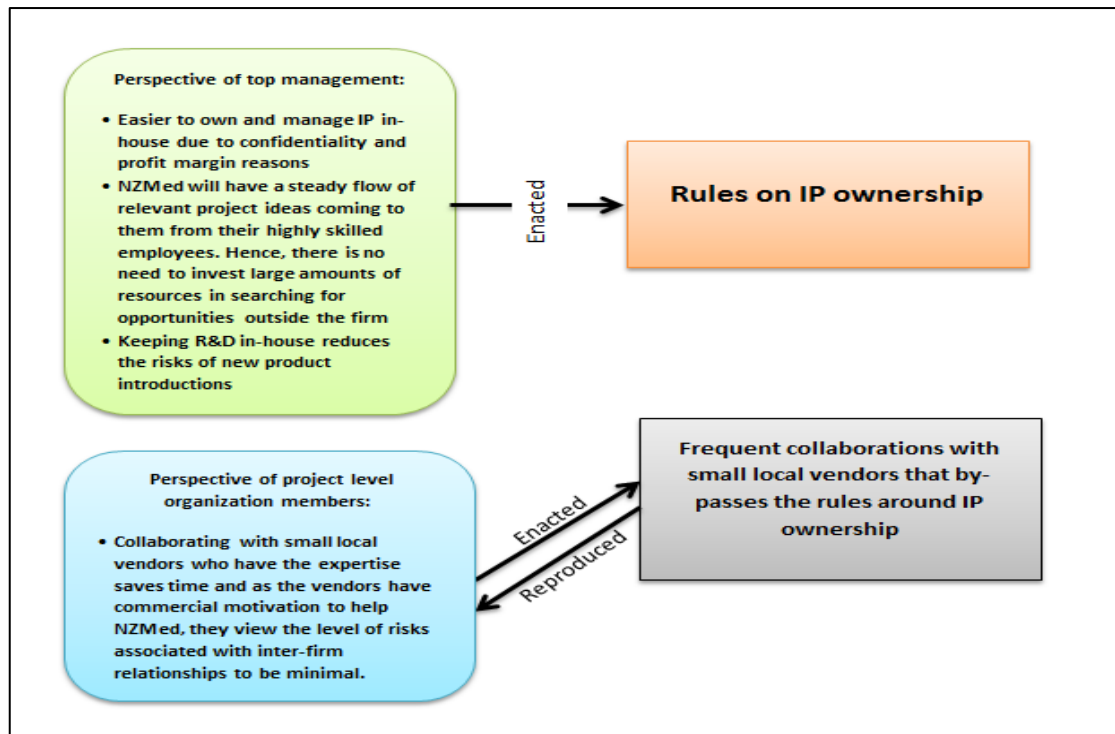 Perspective of top management:
• Easier to own and manage IP in-
house due to confidentiality and
profit margin reasons
• NZMed will have a steady flow of
relevant project ideas coming to
them from their highly skilled
employees. Hence, there is no
need to invest large amounts of
resources in searching for
opportunities outside the firm
• Keeping R&D in-house reduces
the risks of new product
introductions
Enacted
Rules on IP ownership
Perspective of project level
organization members:
• Collaborating with small local
vendors who have the expertise
saves time and as the vendors have
commercial motivation to help
NZMed, they view the level of risks
associated with inter-firm
relationships to be minimal.
Enacted
Reproduced
Frequent collaborations with
small local vendors that by-
passes the rules around IP
ownership